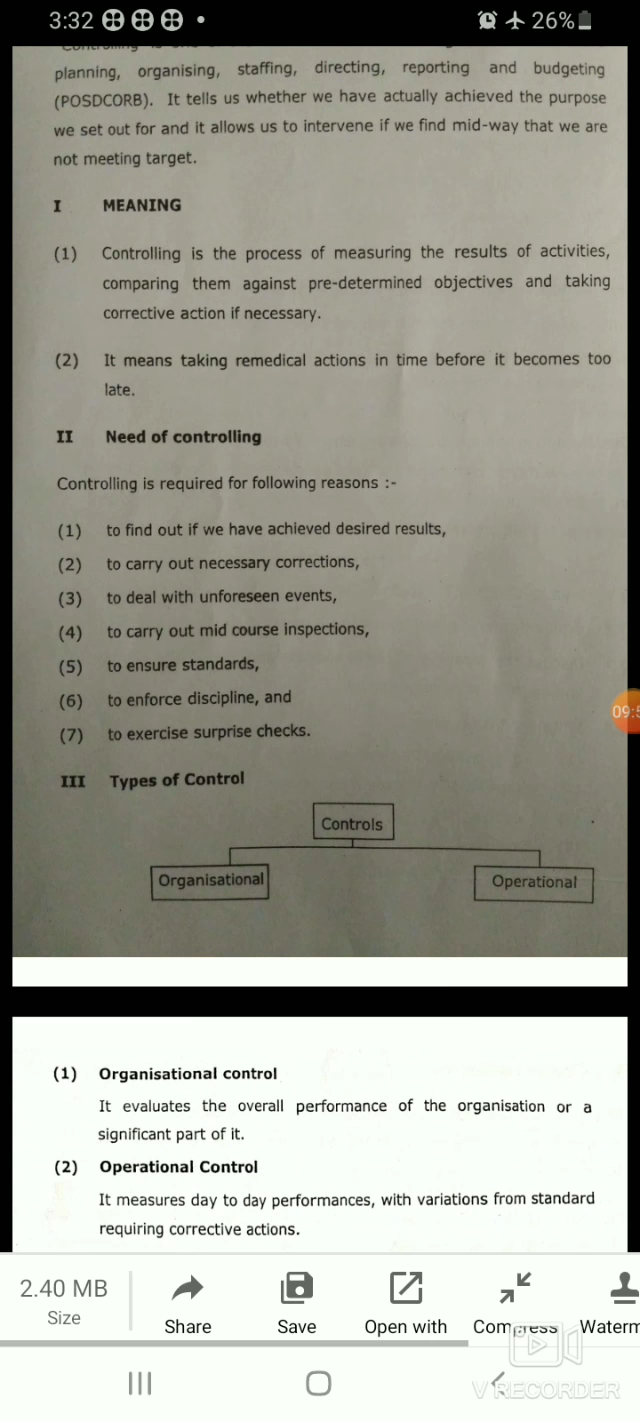 3:32
26%
Controlling is
planning, organising, staffing, directing, reporting and budgeting
(POSDCORB). It tells us whether we have actually achieved the purpose
we set out for and it allows us to intervene if we find mid-way that we are
not meeting target.
I MEANING
(1) Controlling is the process of measuring the results of activities,
comparing them against pre-determined objectives and taking
corrective action if necessary.
(2) It means taking remedical actions in time before it becomes too
late.
II Need of controlling
Controlling is required for following reasons :-
(1) to find out if we have achieved desired results,
(2) to carry out necessary corrections,
(3) to deal with unforeseen events,
(4) to carry out mid course inspections,
(5) to ensure standards,
(6) to enforce discipline, and
09:5
(7) to exercise surprise checks.
III Types of Control
Controls
Organisational Operational
(1) Organisational control
It evaluates the overall performance of the organisation or a
significant part of it.
(2) Operational Control
It measures day to day performances, with variations from standard
requiring corrective actions.
2.40 MB
Size
Share Save Open with Compress Waterm
V RECORDER